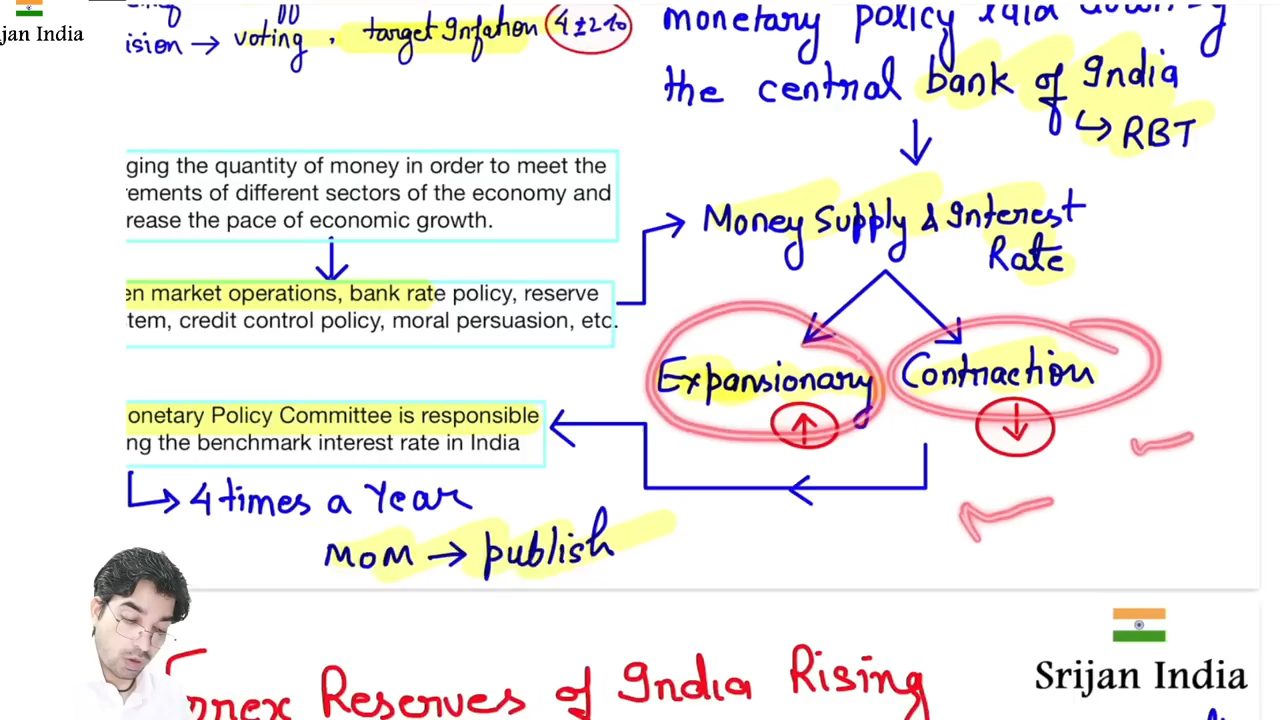 jan India
ision → voting , target Infation 4±2%
monetary policy
the central bank of India
↳ RBI
ging the quantity of money in order to meet the
rements of different sectors of the economy and
rease the pace of economic growth.
en market operations, bank rate policy, reserve
tem, credit control policy, moral persuasion, etc.
Money Supply & Interest
Rate
Expansionary
Contraction
↑
↓
onetary Policy Committee is responsible
ng the benchmark interest rate in India
↳ 4 times a Year
MOM → publish
Reserves of India Rising
Srijan India